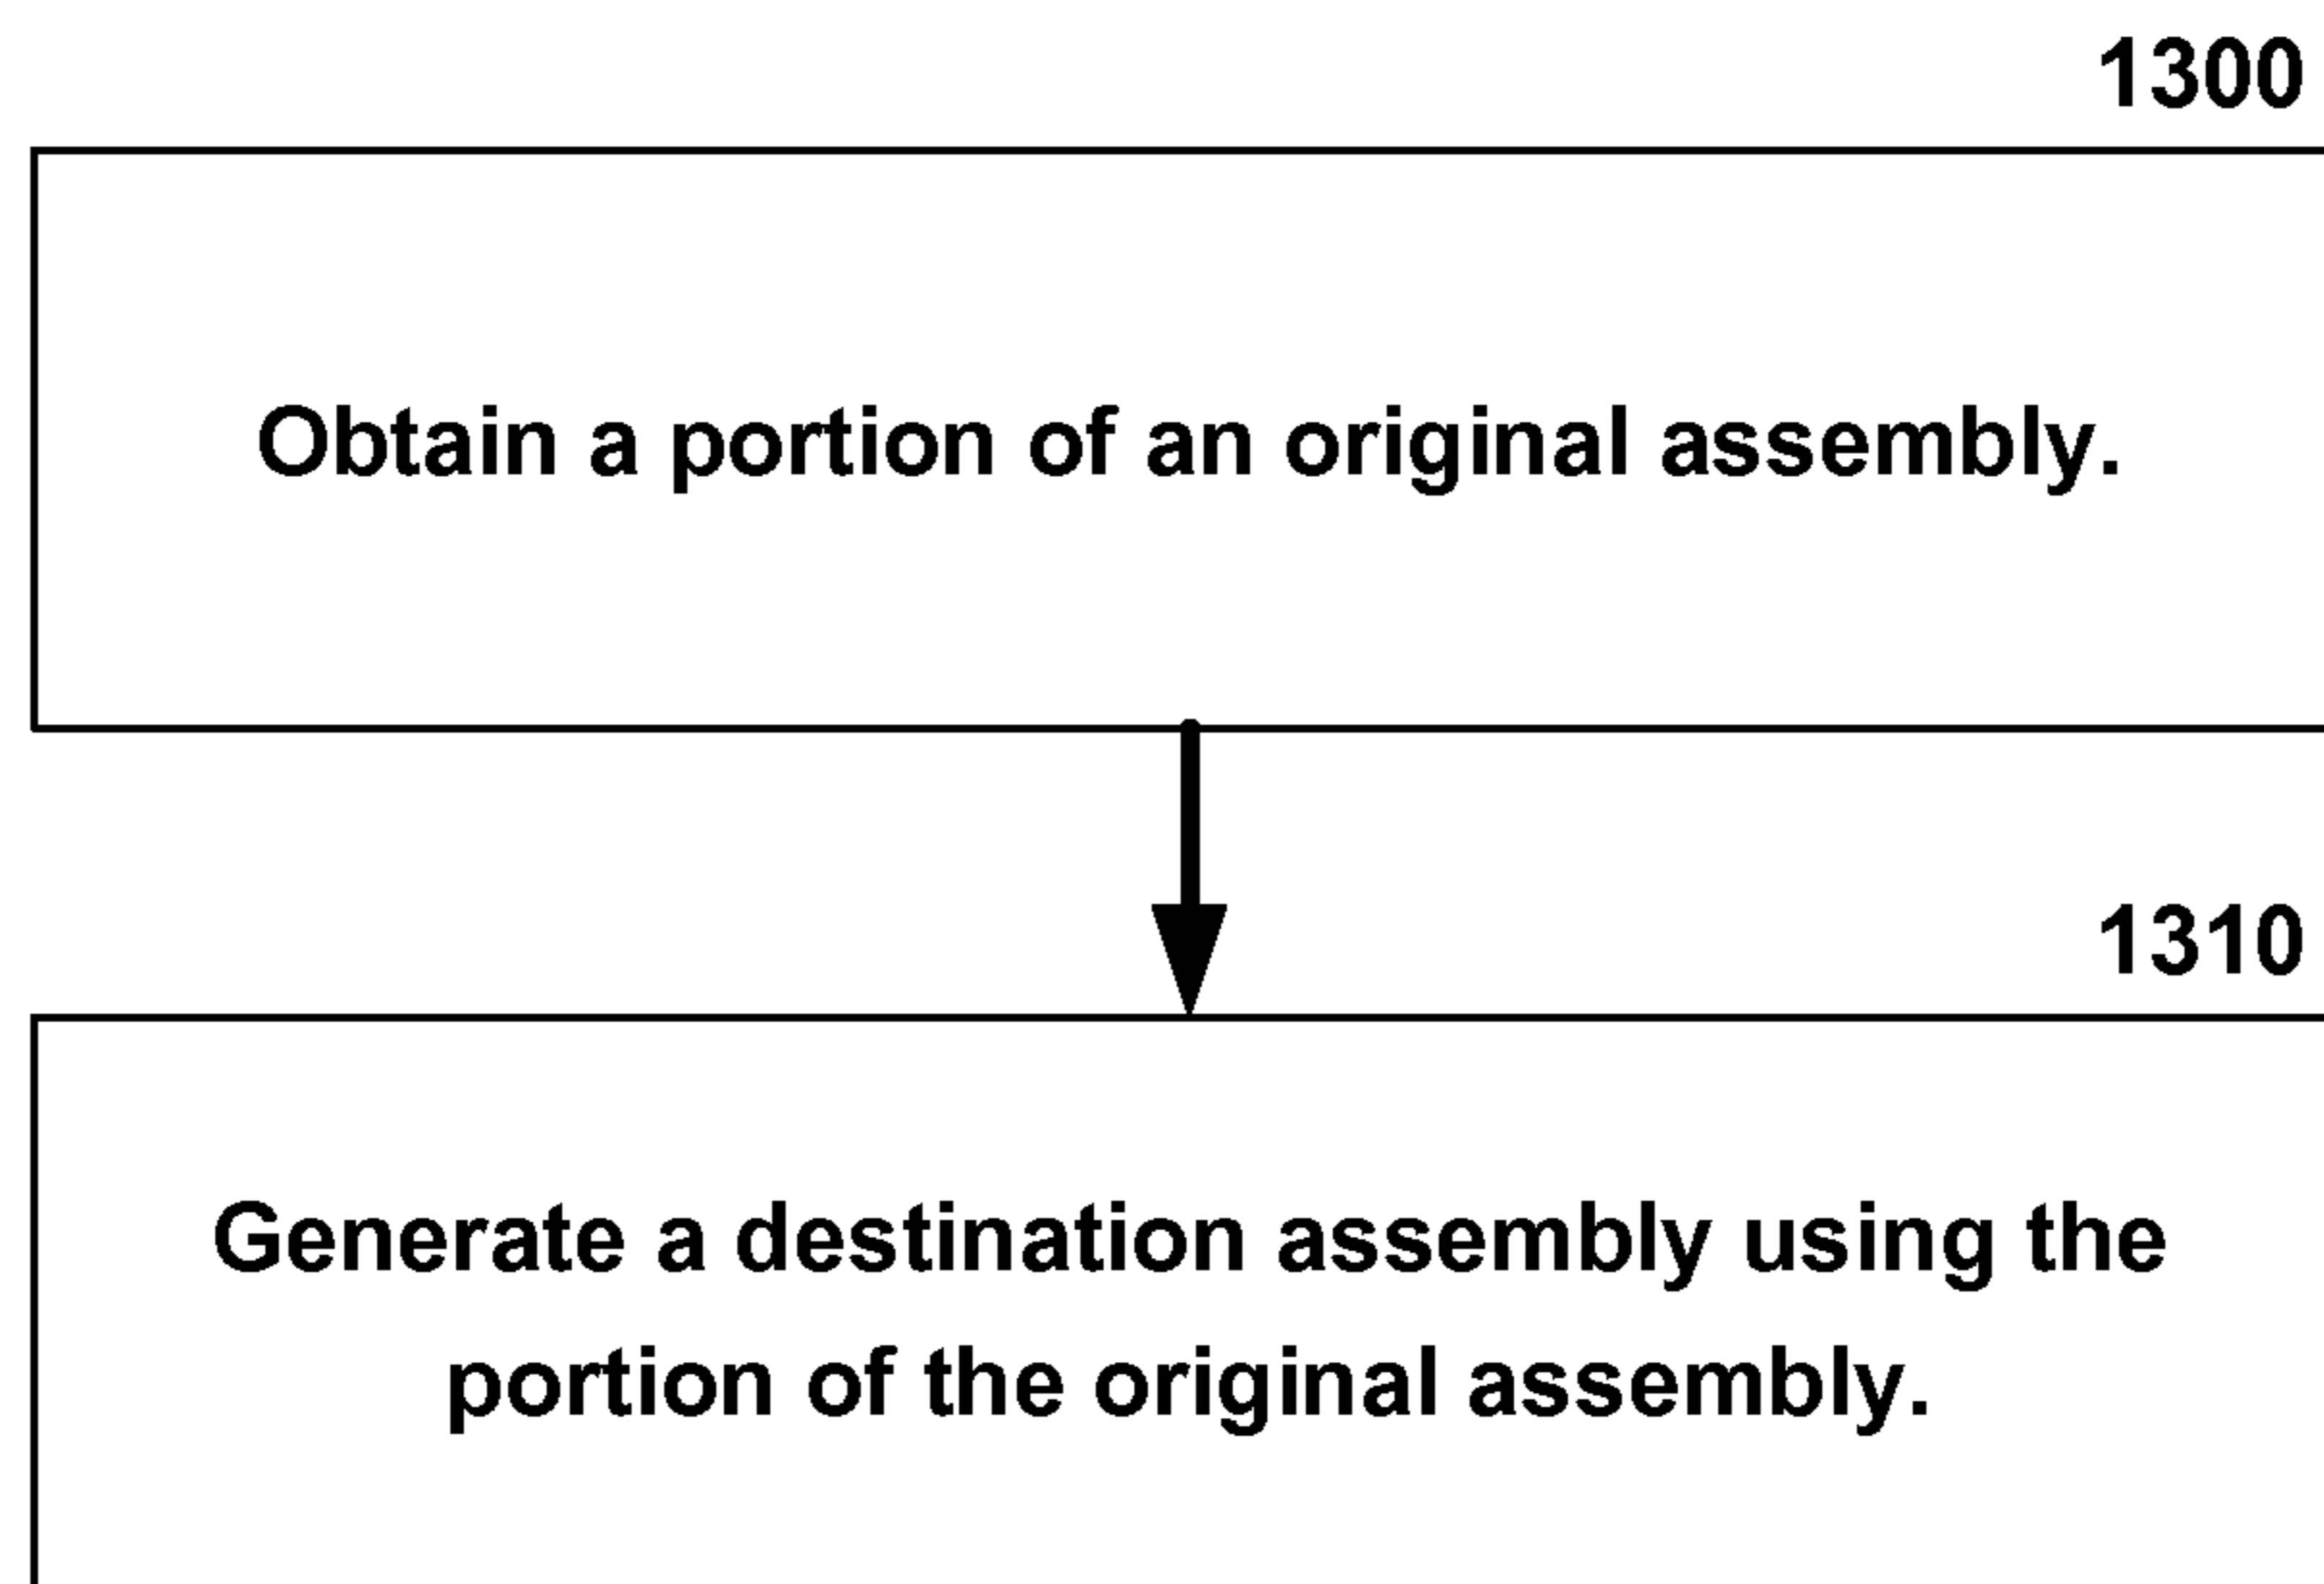 1300
Obtain a portion of an original assembly.
1310
Generate a destination assembly using the
portion of the original assembly.